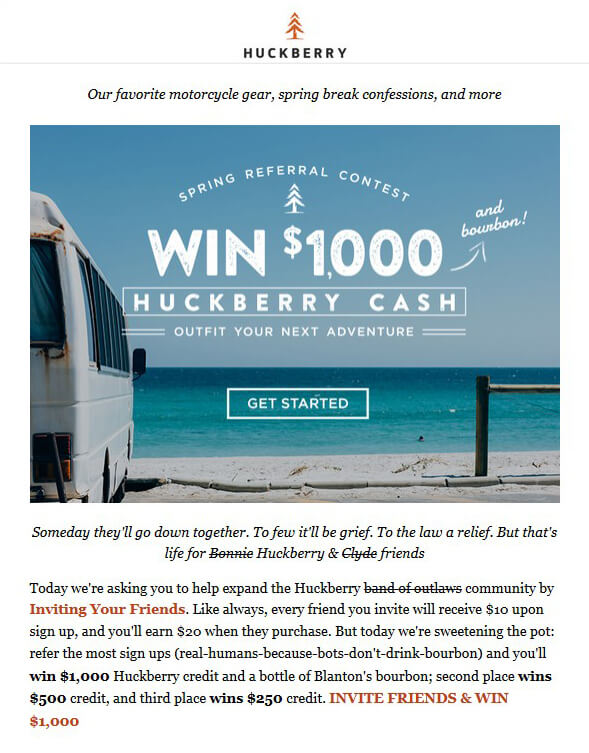 HUCKBERRY
Our favorite motorcycle gear, spring break confessions, and more
SPRING REFERRAL CONTEST
and
bourbon!
WIN $1,000
HUCKBERRY CASH
OUTFIT YOUR NEXT ADVENTURE
GET STARTED
Someday they'll go down together. To few it'll be grief. To the law a relief. But that's
life for Bonnie Huckberry & Clyde friends
Today we're asking you to help expand the Huckberry band of outlaws community by
Inviting Your Friends. Like always, every friend you invite will receive $10 upon
sign up, and you'll earn $20 when they purchase. But today we're sweetening the pot:
refer the most sign ups (real-humans-because-bots-don't-drink-bourbon) and you'll
win $1,000 Huckberry credit and a bottle of Blanton's bourbon; second place wins
$500 credit, and third place wins $250 credit. INVITE FRIENDS & WIN
$1,000